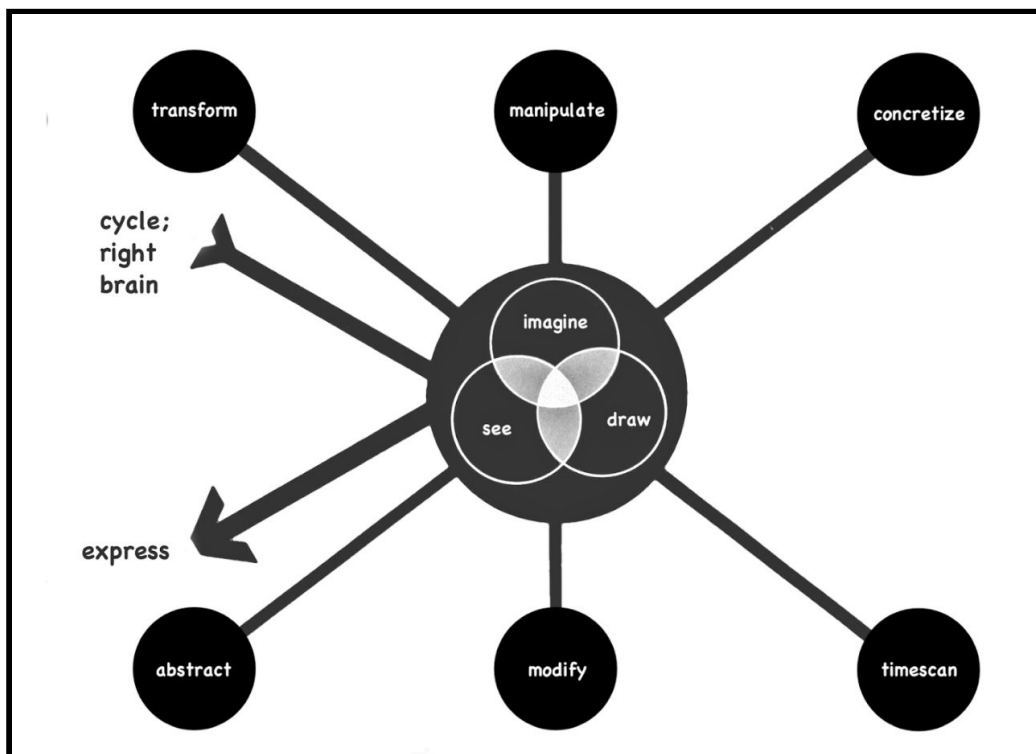 transform
manipulate
concretize
cycle;
right
brain
imagine
see
draw
express
abstract
modify
timescan